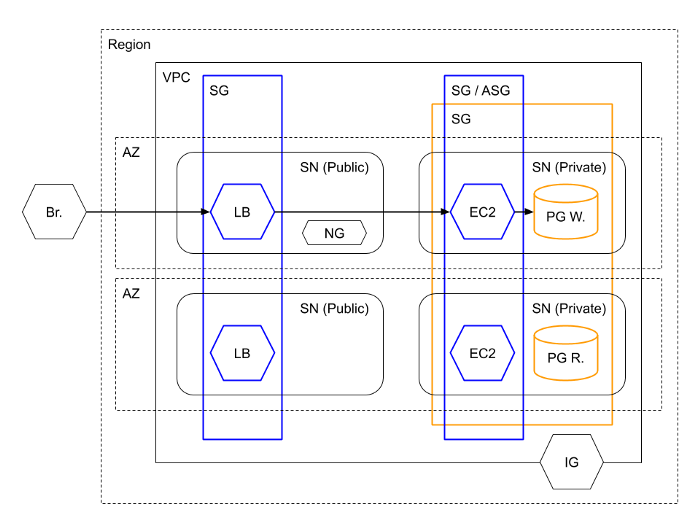 Region
VPC
SG
SG / ASG
SG
AZ
SN (Public)
SN (Private)
Br.
LB
NG
EC2
PG W.
AZ
SN (Public)
SN (Private)
LB
EC2
PG R.
IG